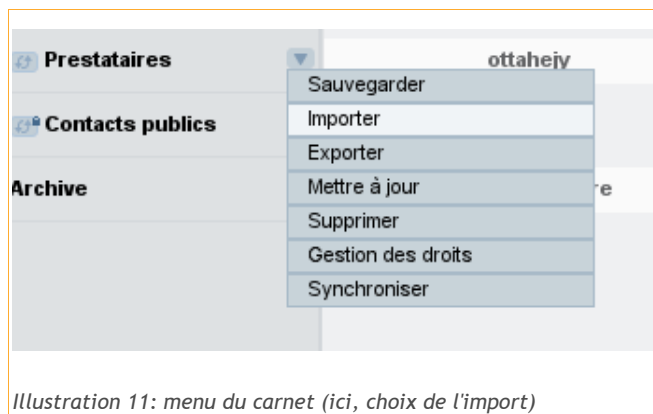 Prestataires
ottahejy
Sauvegarder
Contacts publics
Importer
Exporter
Archive
Mettre à jour
re
Supprimer
Gestion des droits
Synchroniser
Illustration 11: menu du carnet (ici, choix de l'import)